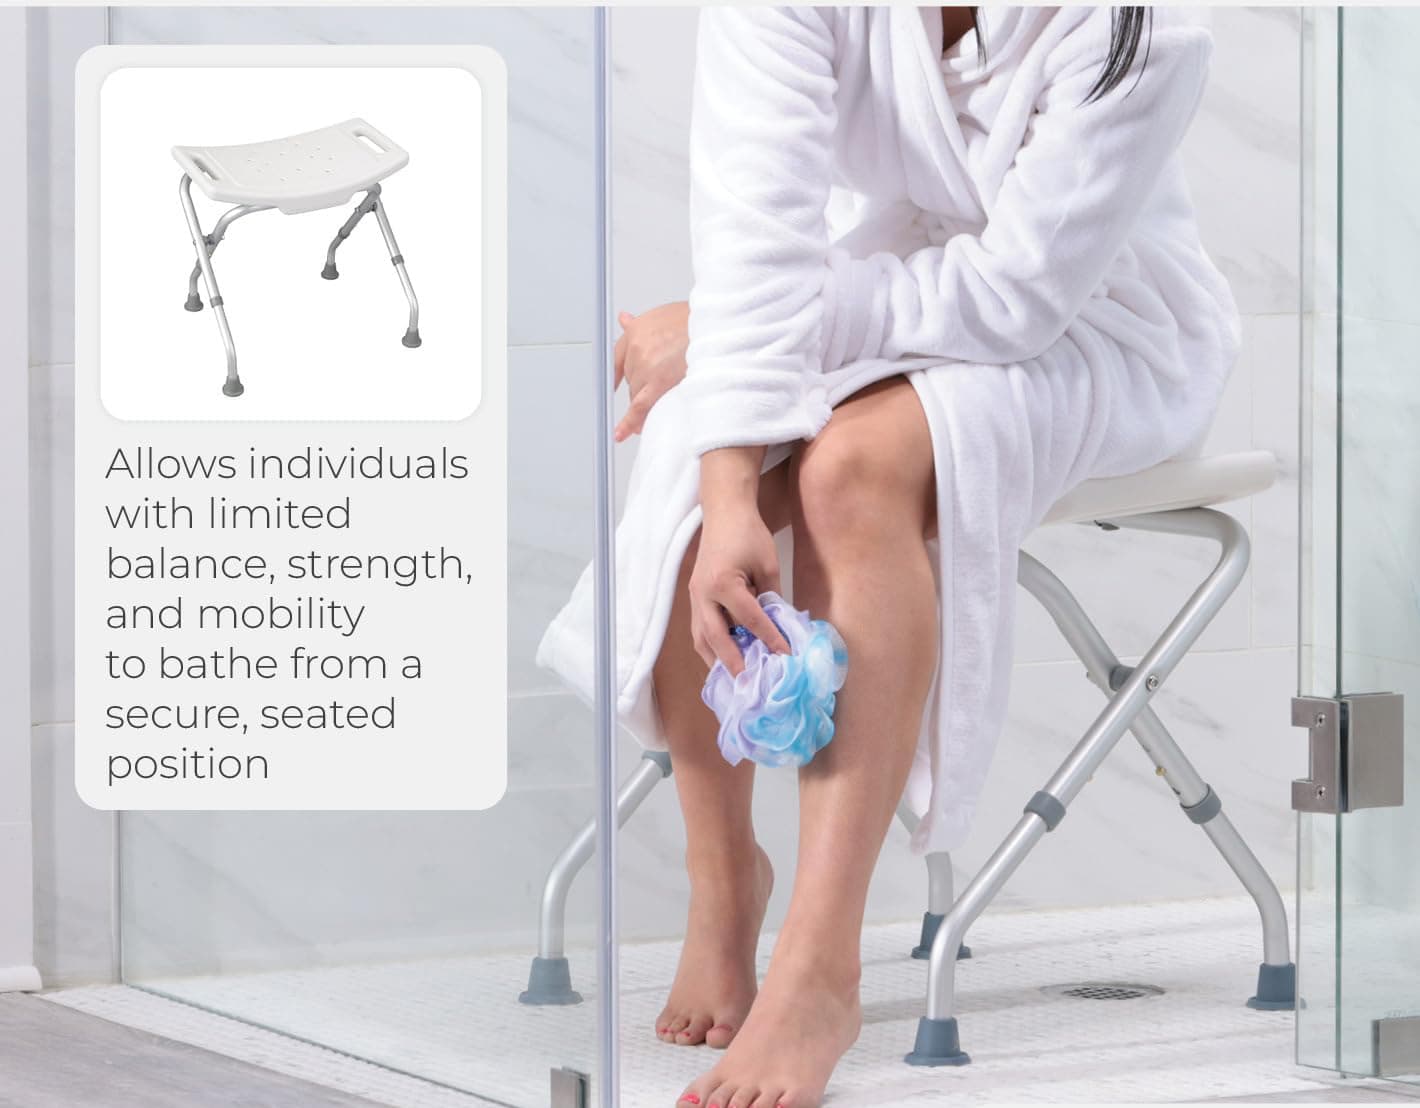 Allows individuals
with limited
balance, strength,
and mobility
to bathe from a
secure, seated
position